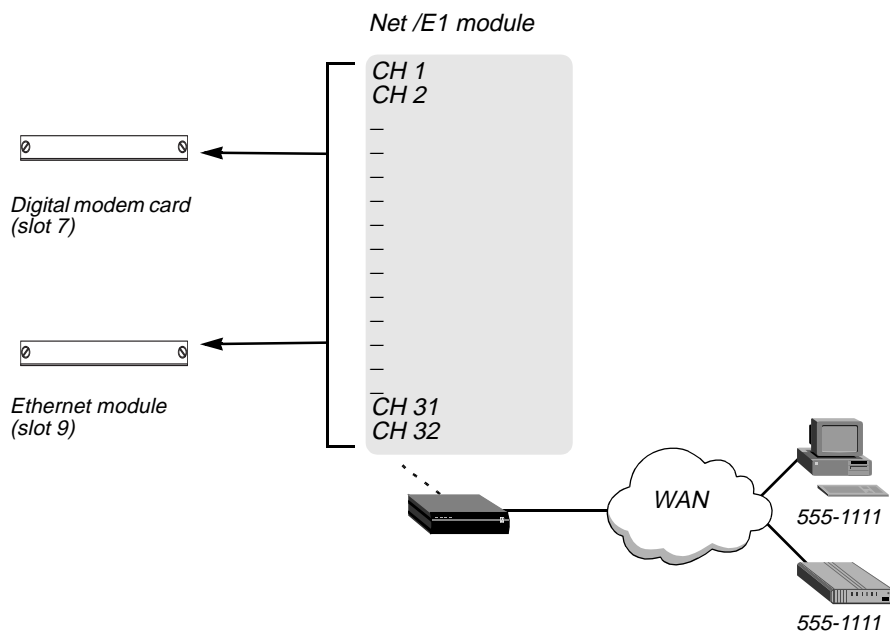 Net /E1 module
CH 1
CH 2
Digital modem card
(slot 7)
Ethernet module
(slot 9)
CH 31
CH 32
WAN
555-1111
555-1111